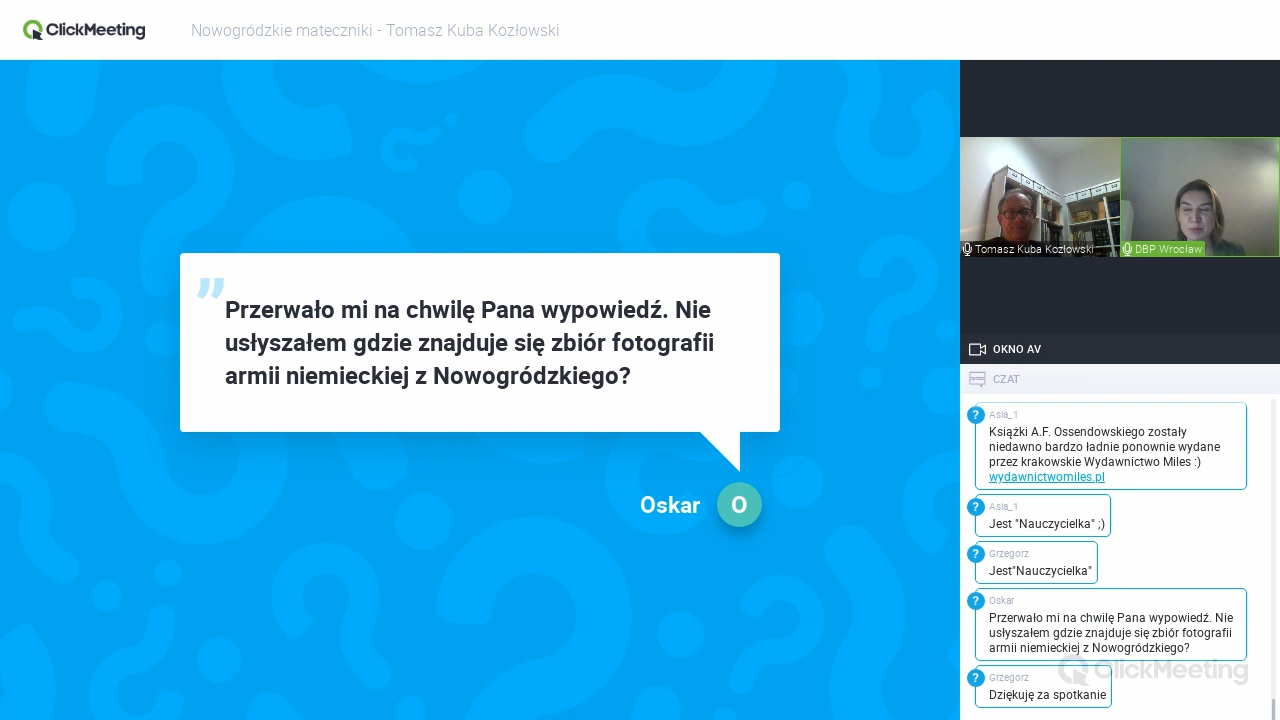 ClickMeeting
Nowogródzkie mateczniki - Tomasz Kuba Kozłowski
” Przerwało mi na chwilę Pana wypowiedź. Nie
usłyszałem gdzie znajduje się zbiór fotografii
armii niemieckiej z Nowogródzkiego?
Oskar O
Tomasz Kuba Kozłowski
DBP Wrocław
OKNO AV
CZAT
? Asia_1
Książki A.F. Ossendowskiego zostały
niedawno bardzo ładnie ponownie wydane
przez krakowskie Wydawnictwo Miles :)
wydawnictwomiles.pl
? Asia_1
Jest "Nauczycielka" ;)
? Grzegorz
Jest"Nauczycielka"
? Oskar
Przerwało mi na chwilę Pana wypowiedź. Nie
usłyszałem gdzie znajduje się zbiór fotografii
armii niemieckiej z Nowogródzkiego?
ClickMeeting
? Grzegorz
Dziękuję za spotkanie